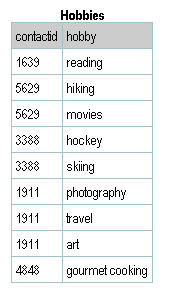 Hobbies
contactid hobby
1639 reading
5629 hiking
5629 movies
3388 hockey
3388 skiing
1911 photography
1911 travel
1911 art
4848 gourmet cooking